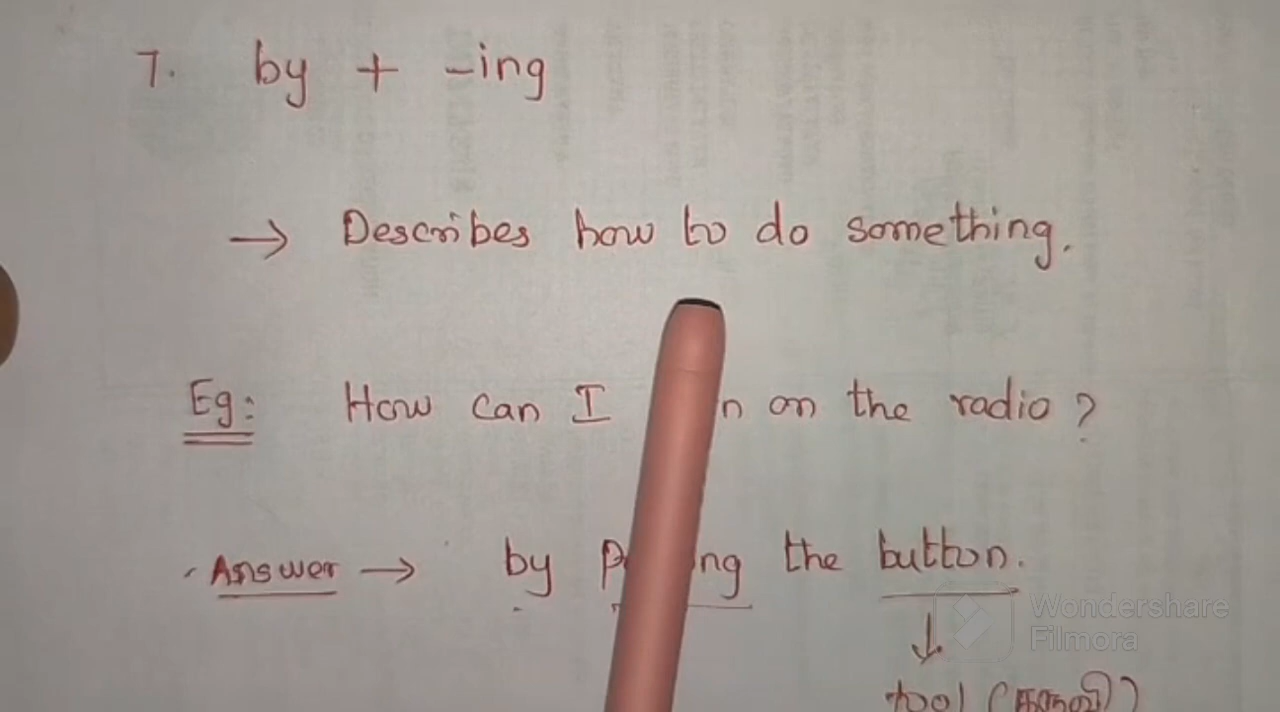 7. by + -ing
→ Describes how to do something.
Eg: How can I on the radio?
Answer → by the button.
↓
tool (கருவி)
Wondershare
Filmora